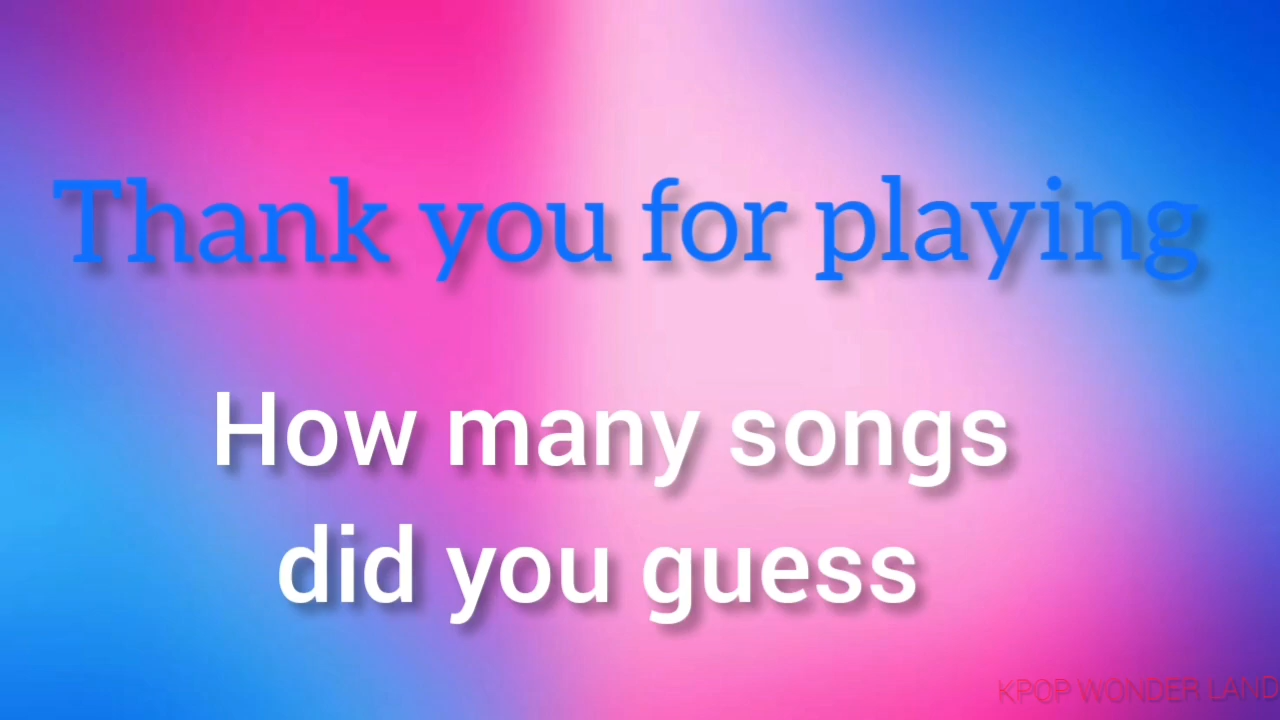 Thank you for playing
How many songs
did you guess
KPOP WONDER LAND